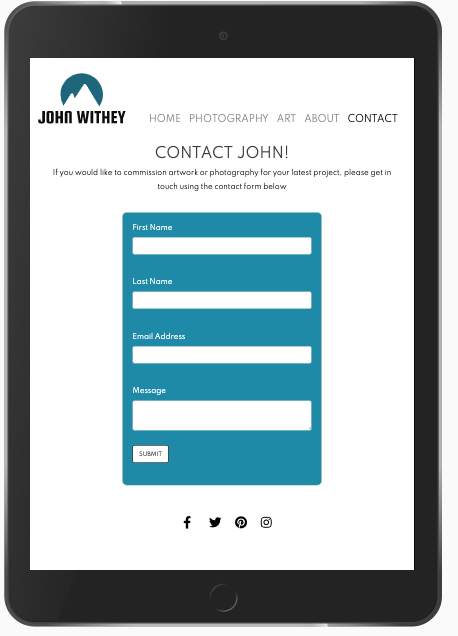 JOHN WITHEY
HOME PHOTOGRAPHY ART ABOUT CONTACT
CONTACT JOHN!
If you would like to commission artwork or photography for your latest project, please get in
touch using the contact form below
First Name
Last Name
Email Address
Message
SUBMIT